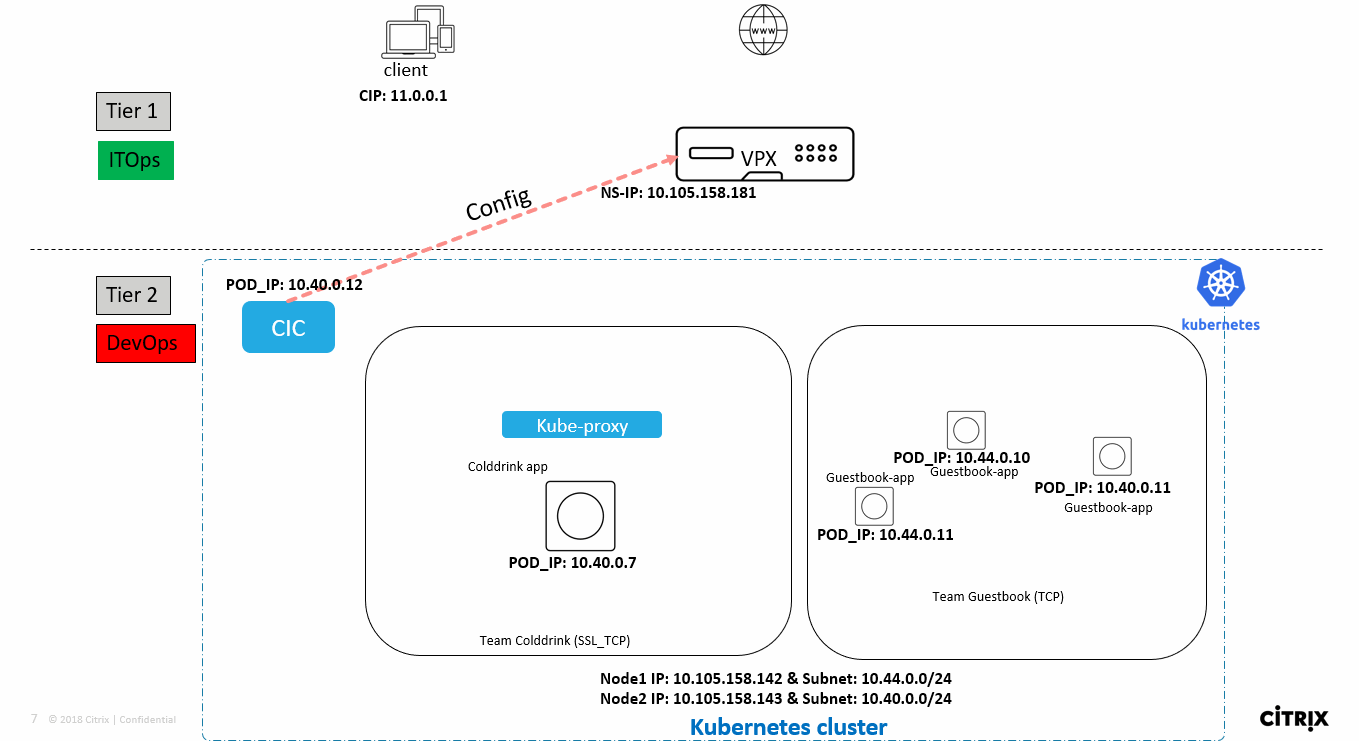 www
client
CIP: 11.0.0.1
Tier 1
ITOps
VPX
NS-IP: 10.105.158.181
Config
Tier 2
DevOps
POD_IP: 10.40.0.12
CIC
kubernetes
Kube-proxy
Colddrink app
POD_IP: 10.40.0.7
Team Colddrink (SSL_TCP)
POD_IP: 10.44.0.10
Guestbook-app
Guestbook-app
POD_IP: 10.44.0.11
POD_IP: 10.40.0.11
Guestbook-app
Team Guestbook (TCP)
Node1 IP: 10.105.158.142 & Subnet: 10.44.0.0/24
Node2 IP: 10.105.158.143 & Subnet: 10.40.0.0/24
Kubernetes cluster
7 © 2018 Citrix | Confidential
CITRIX